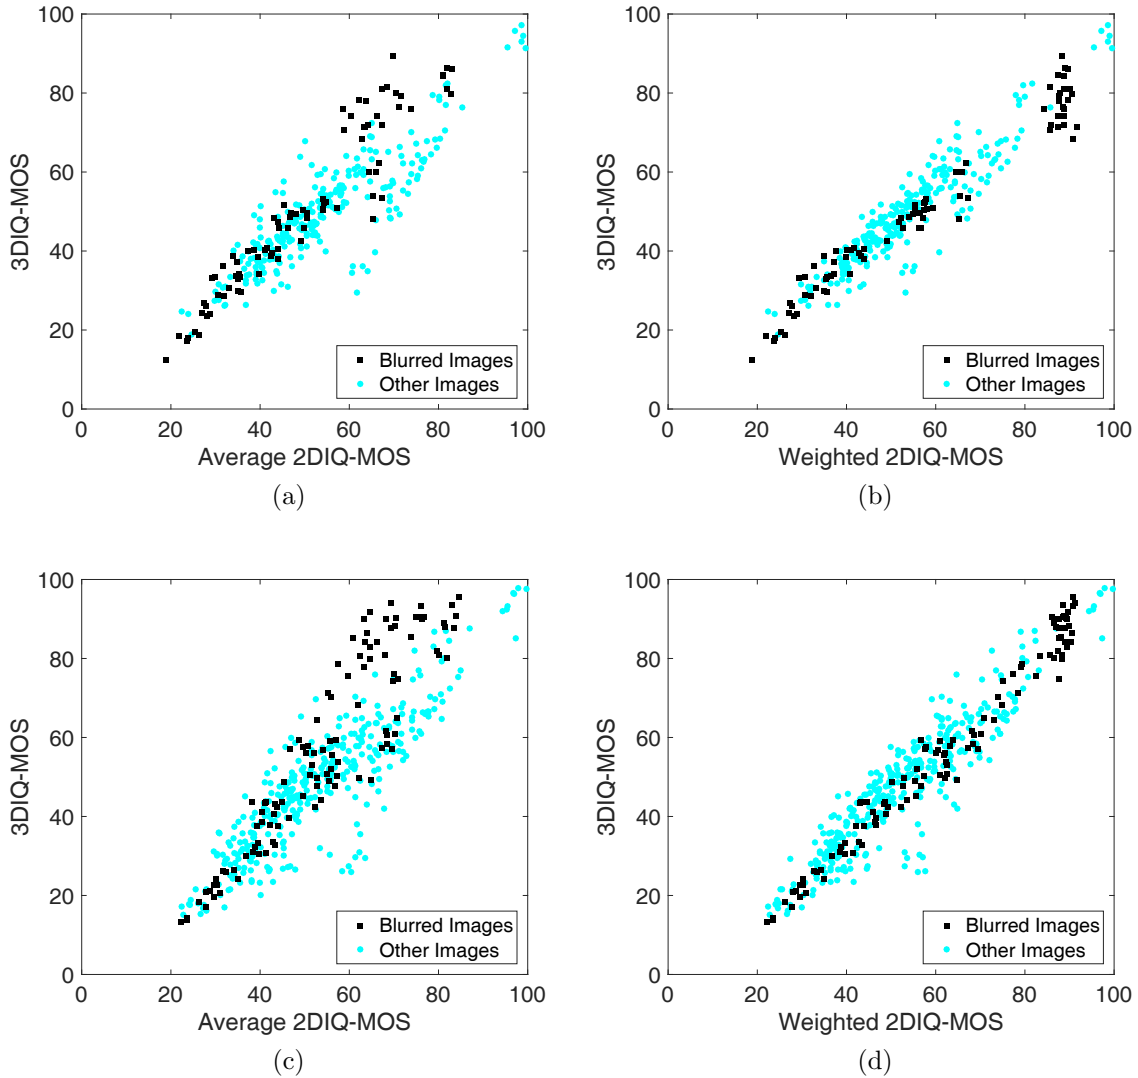 100
80
60
40
20
0
3DIQ-MOS
Blurred Images
Other Images
0 20 40 60 80 100
Average 2DIQ-MOS
(a)
100
80
60
40
20
0
3DIQ-MOS
Blurred Images
Other Images
0 20 40 60 80 100
Weighted 2DIQ-MOS
(b)
100
80
60
40
20
0
3DIQ-MOS
Blurred Images
Other Images
0 20 40 60 80 100
Average 2DIQ-MOS
(c)
100
80
60
40
20
0
3DIQ-MOS
Blurred Images
Other Images
0 20 40 60 80 100
Weighted 2DIQ-MOS
(d)